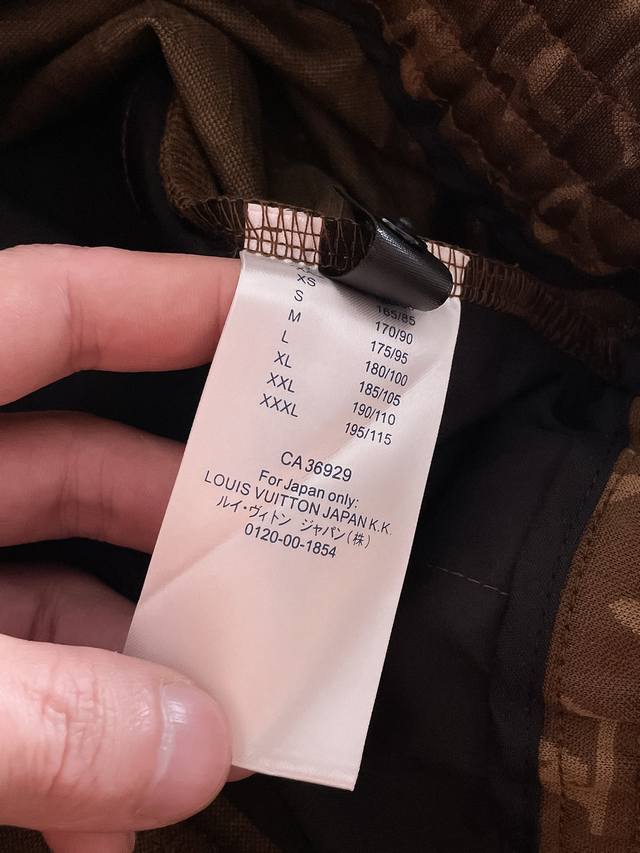 XS
S 165/85
M 170/90
L 175/95
XL 180/100
XXL 185/105
XXXL 190/110
195/115
CA36929
For Japan only:
LOUIS VUITTON JAPAN K.K.
ルイ・ヴィトン ジャパン(株)
0120-00-1854